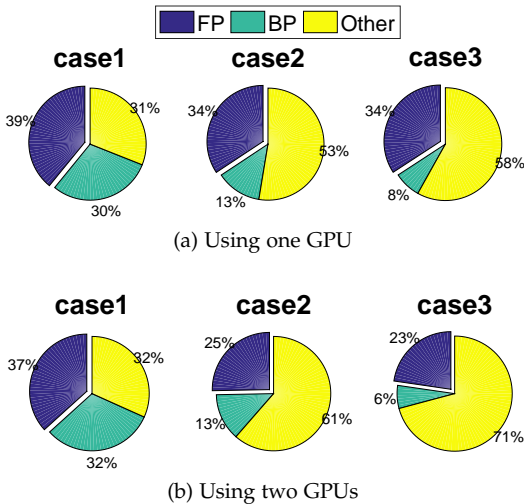 FP BP Other
case1 case2 case3
39% 31% 30%
34% 53% 13%
34% 58% 8%
(a) Using one GPU
case1 case2 case3
37% 32% 32%
25% 61% 13%
23% 71% 6%
(b) Using two GPUs